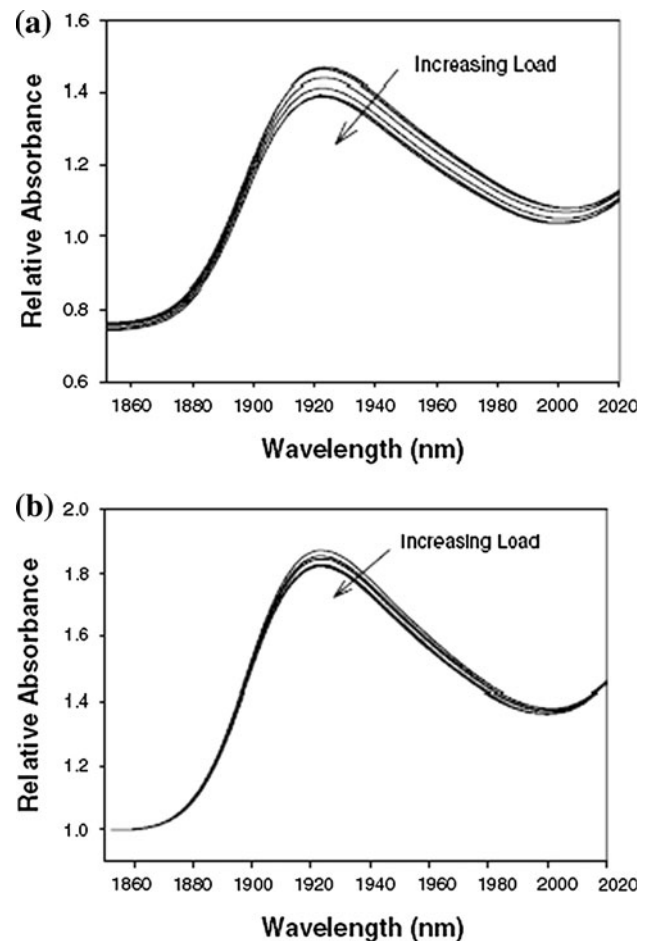 (a)
1.6
1.4
1.2
1.0
0.8
0.6
Relative Absorbance
Increasing Load
1860 1880 1900 1920 1940 1960 1980 2000 2020
Wavelength (nm)
(b)
2.0
1.8
1.6
1.4
1.2
1.0
Relative Absorbance
Increasing Load
1860 1880 1900 1920 1940 1960 1980 2000 2020
Wavelength (nm)